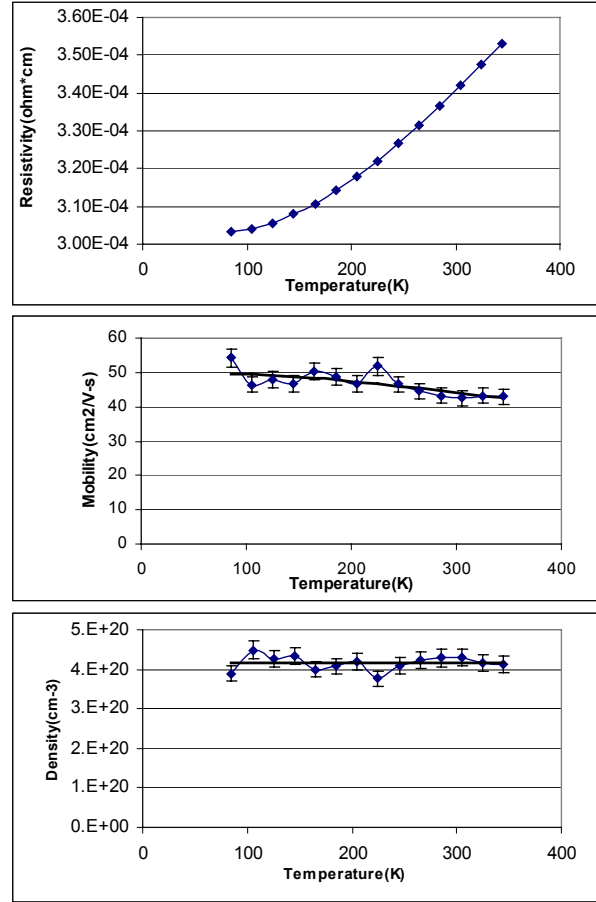 3.60E-04
3.50E-04
3.40E-04
3.30E-04
3.20E-04
3.10E-04
3.00E-04
Resistivity(ohm*cm)
0 100 200 300 400
Temperature(K)
60
50
40
30
20
10
0
Mobility(cm2/V-s)
0 100 200 300 400
Temperature(K)
5.E+20
4.E+20
3.E+20
2.E+20
1.E+20
0.E+00
Density(cm-3)
0 100 200 300 400
Temperature(K)